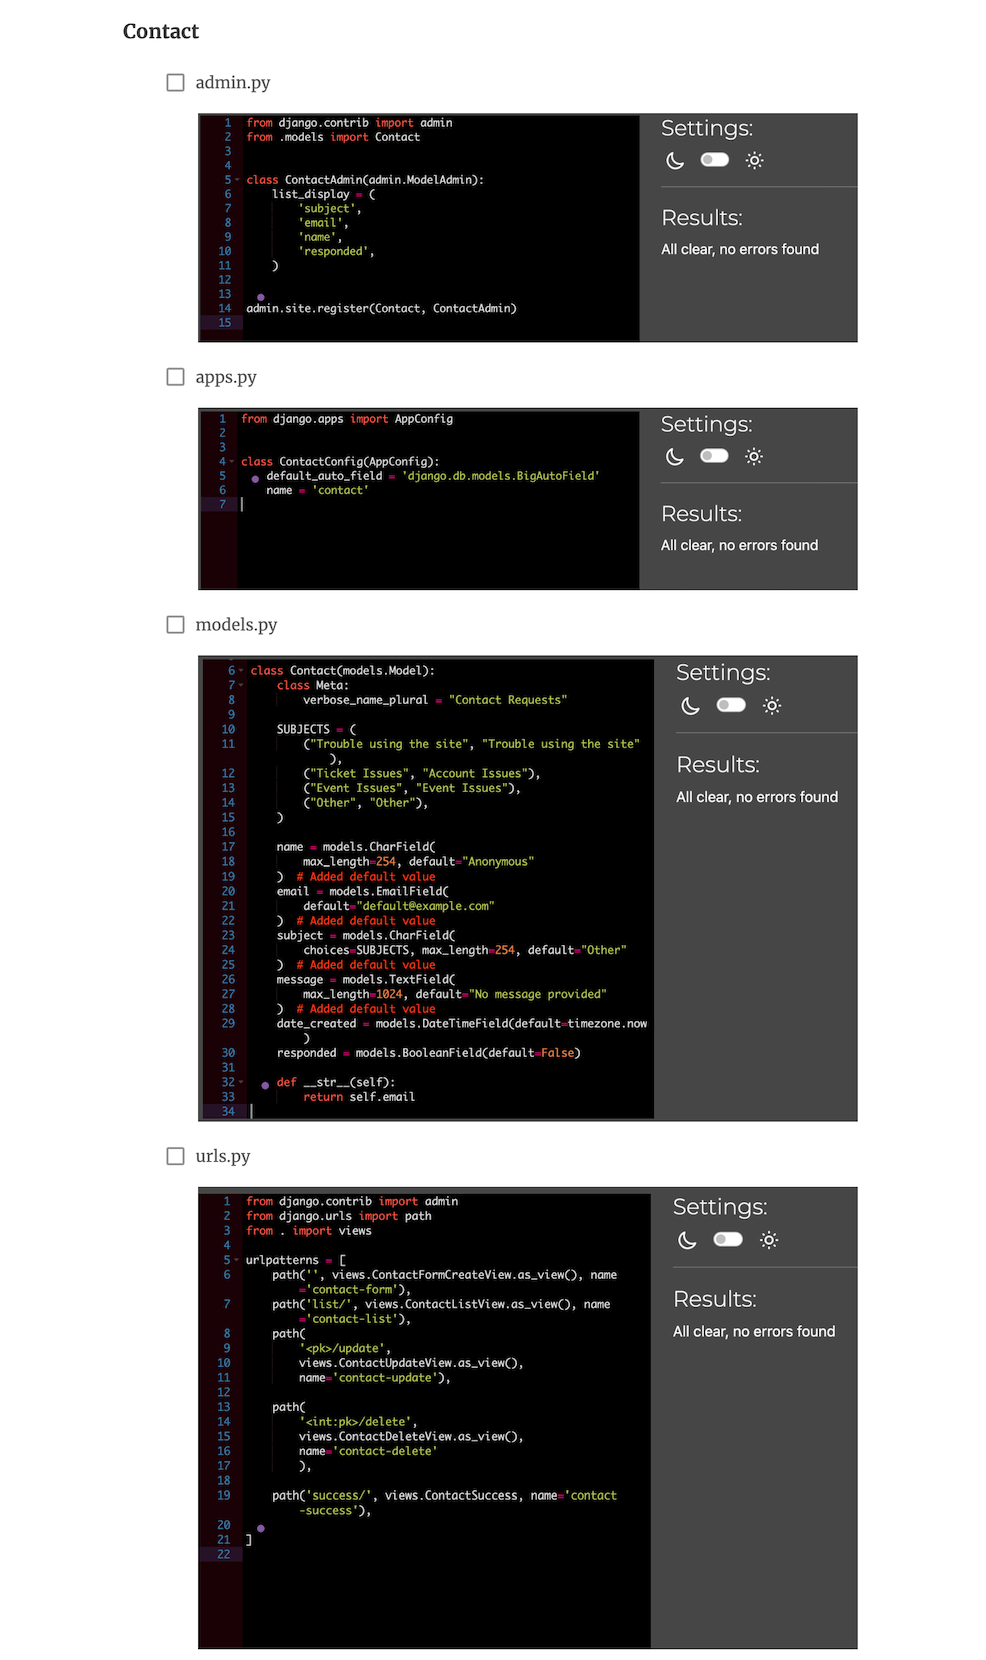 Contact
admin.py
1 from django.contrib import admin
2 from .models import Contact
3
4
5 class ContactAdmin(admin.ModelAdmin):
6     list_display = (
7         'subject',
8         'email',
9         'name',
10         'responded',
11     )
12
13
14 admin.site.register(Contact, ContactAdmin)
15
Settings:
Results:
All clear, no errors found
apps.py
1 from django.apps import AppConfig
2
3
4 class ContactConfig(AppConfig):
5     default_auto_field = 'django.db.models.BigAutoField'
6     name = 'contact'
7
Settings:
Results:
All clear, no errors found
models.py
6 class Contact(models.Model):
7     class Meta:
8         verbose_name_plural = "Contact Requests"
9
10     SUBJECTS = (
11         ("Trouble using the site", "Trouble using the site"
),
12         ("Ticket Issues", "Account Issues"),
13         ("Event Issues", "Event Issues"),
14         ("Other", "Other"),
15     )
16
17     name = models.CharField(
18         max_length=254, default="Anonymous"
19     )  # Added default value
20     email = models.EmailField(
21         default="default@example.com"
22     )  # Added default value
23     subject = models.CharField(
24         choices=SUBJECTS, max_length=254, default="Other"
25     )  # Added default value
26     message = models.TextField(
27         max_length=1024, default="No message provided"
28     )  # Added default value
29     date_created = models.DateTimeField(default=timezone.now
)
30     responded = models.BooleanField(default=False)
31
32     def __str__(self):
33         return self.email
34
Settings:
Results:
All clear, no errors found
urls.py
1 from django.contrib import admin
2 from django.urls import path
3 from . import views
4
5 urlpatterns = [
6     path('', views.ContactFormCreateView.as_view(), name
='contact-form'),
7     path('list/', views.ContactListView.as_view(), name
='contact-list'),
8     path(
9         '<pk>/update',
10         views.ContactUpdateView.as_view(),
11         name='contact-update'),
12
13     path(
14         '<int:pk>/delete',
15         views.ContactDeleteView.as_view(),
16         name='contact-delete'
17         ),
18
19     path('success/', views.ContactSuccess, name='contact
-success'),
20
21 ]
22
Settings:
Results:
All clear, no errors found